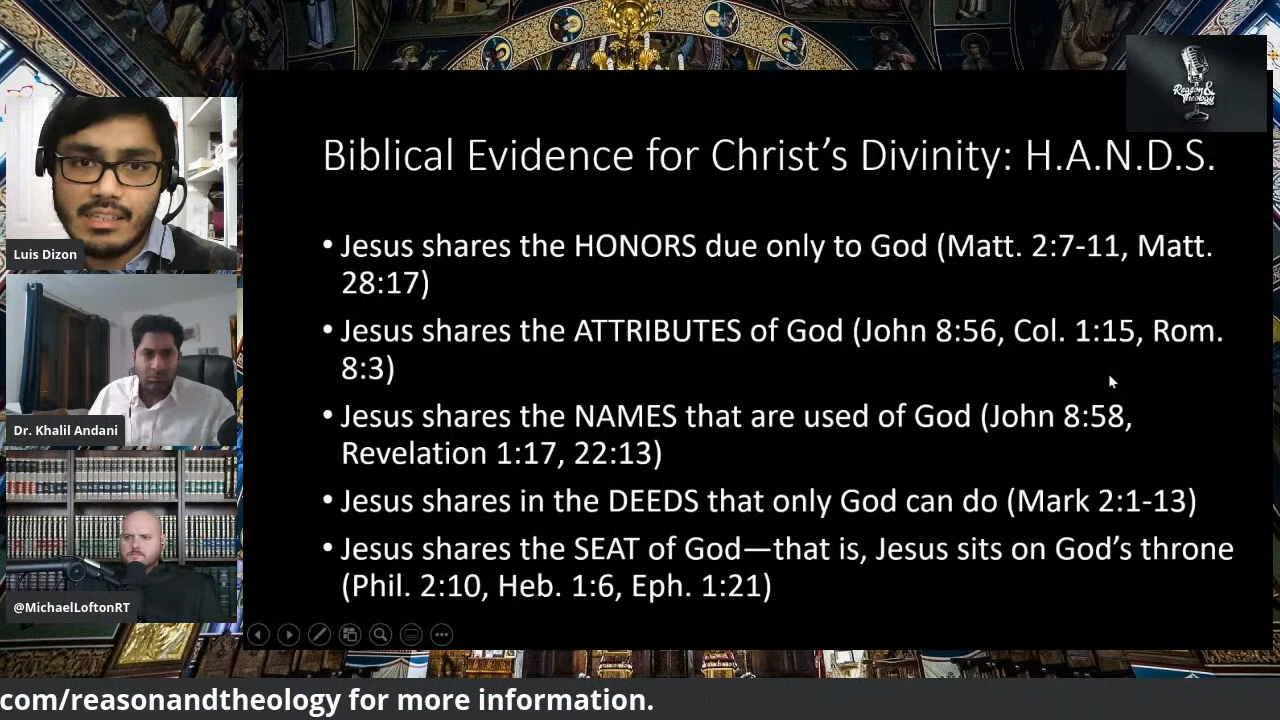 Reason &
Theology
Biblical Evidence for Christ’s Divinity: H.A.N.D.S.
• Jesus shares the HONORS due only to God (Matt. 2:7-11, Matt.
28:17)
• Jesus shares the ATTRIBUTES of God (John 8:56, Col. 1:15, Rom.
8:3)
• Jesus shares the NAMES that are used of God (John 8:58,
Revelation 1:17, 22:13)
• Jesus shares in the DEEDS that only God can do (Mark 2:1-13)
• Jesus shares the SEAT of God—that is, Jesus sits on God’s throne
(Phil. 2:10, Heb. 1:6, Eph. 1:21)
Luis Dizon
Dr. Khalil Andani
@MichaelLoftonRT
com/reasonandtheology for more information.